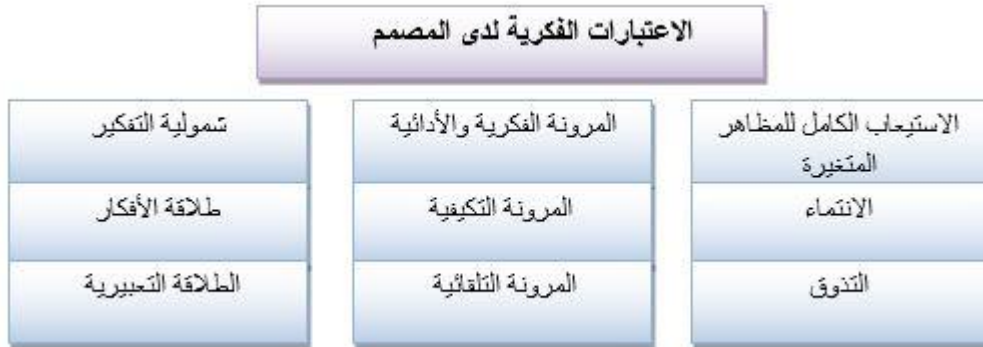 الاعتبارات الفكرية لدى المصمم
الاستيعاب الكامل للمظاهر
المتغيرة
الانتماء
التذوق
المرونة الفكرية والأدائية
المرونة التكيفية
المرونة التلقائية
شمولية التفكير
طلاقة الأفكار
الطلاقة التعبيرية